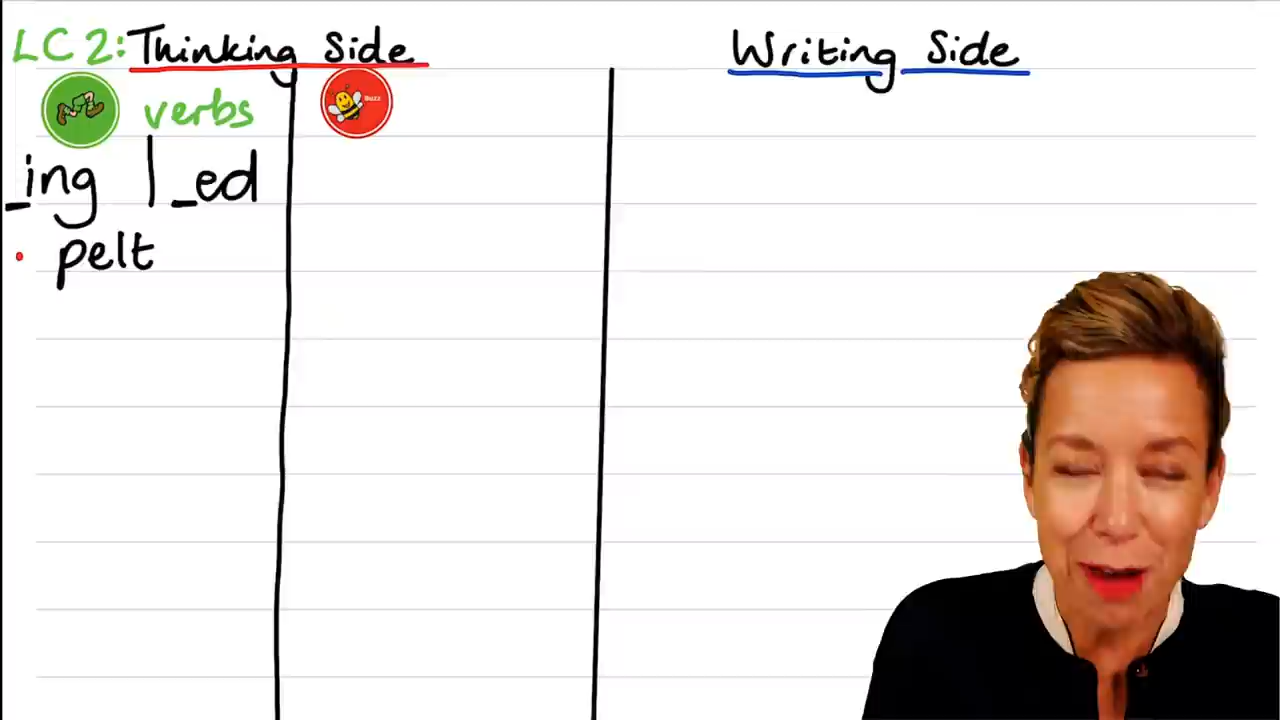 LC 2: Thinking Side
Writing Side
verbs
Buzz
_ing | _ed
• pelt